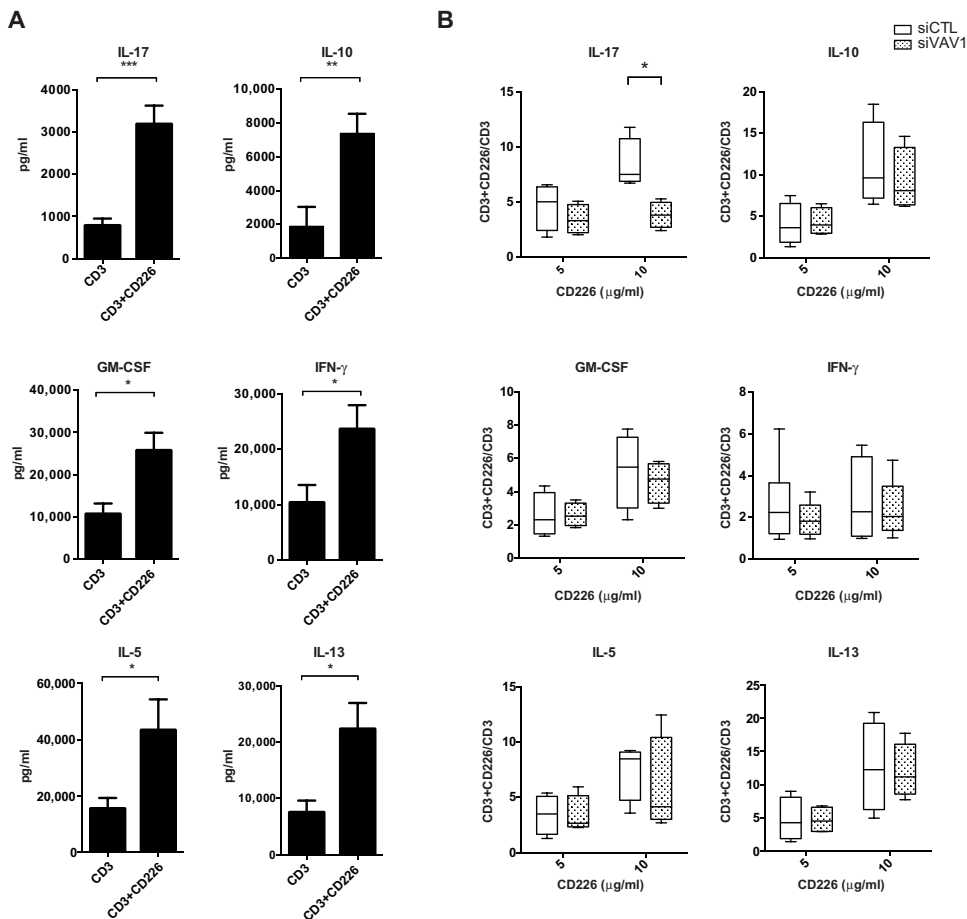 A
B
siCTL
siVAV1
IL-17
***
pg/ml
4000
3000
2000
1000
0
CD3
CD3+CD226
IL-10
**
pg/ml
10,000
8000
6000
4000
2000
0
CD3
CD3+CD226
IL-17
*
CD3+CD226/CD3
15
10
5
0
5
10
CD226 (μg/ml)
IL-10
CD3+CD226/CD3
20
15
10
5
0
5
10
CD226 (μg/ml)
GM-CSF
*
pg/ml
40,000
30,000
20,000
10,000
0
CD3
CD3+CD226
IFN-γ
*
pg/ml
30,000
20,000
10,000
0
CD3
CD3+CD226
GM-CSF
CD3+CD226/CD3
10
8
6
4
2
0
5
10
CD226 (μg/ml)
IFN-γ
CD3+CD226/CD3
8
6
4
2
0
5
10
CD226 (μg/ml)
IL-5
*
pg/ml
60,000
40,000
20,000
0
CD3
CD3+CD226
IL-13
*
pg/ml
30,000
20,000
10,000
0
CD3
CD3+CD226
IL-5
CD3+CD226/CD3
15
10
5
0
5
10
CD226 (μg/ml)
IL-13
CD3+CD226/CD3
25
20
15
10
5
0
5
10
CD226 (μg/ml)